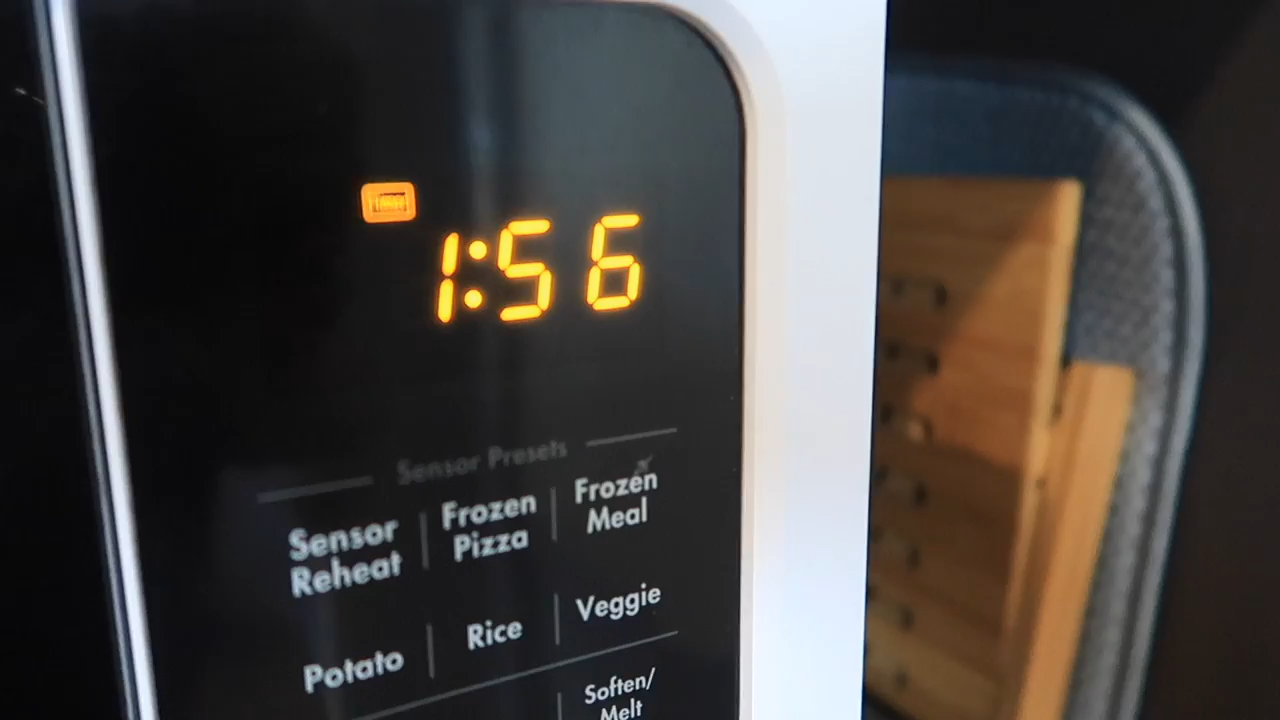 1:56
Sensor Presets
Sensor
Reheat
Frozen
Pizza
Frozen
Meal
Potato
Rice
Veggie
Soften/
Melt